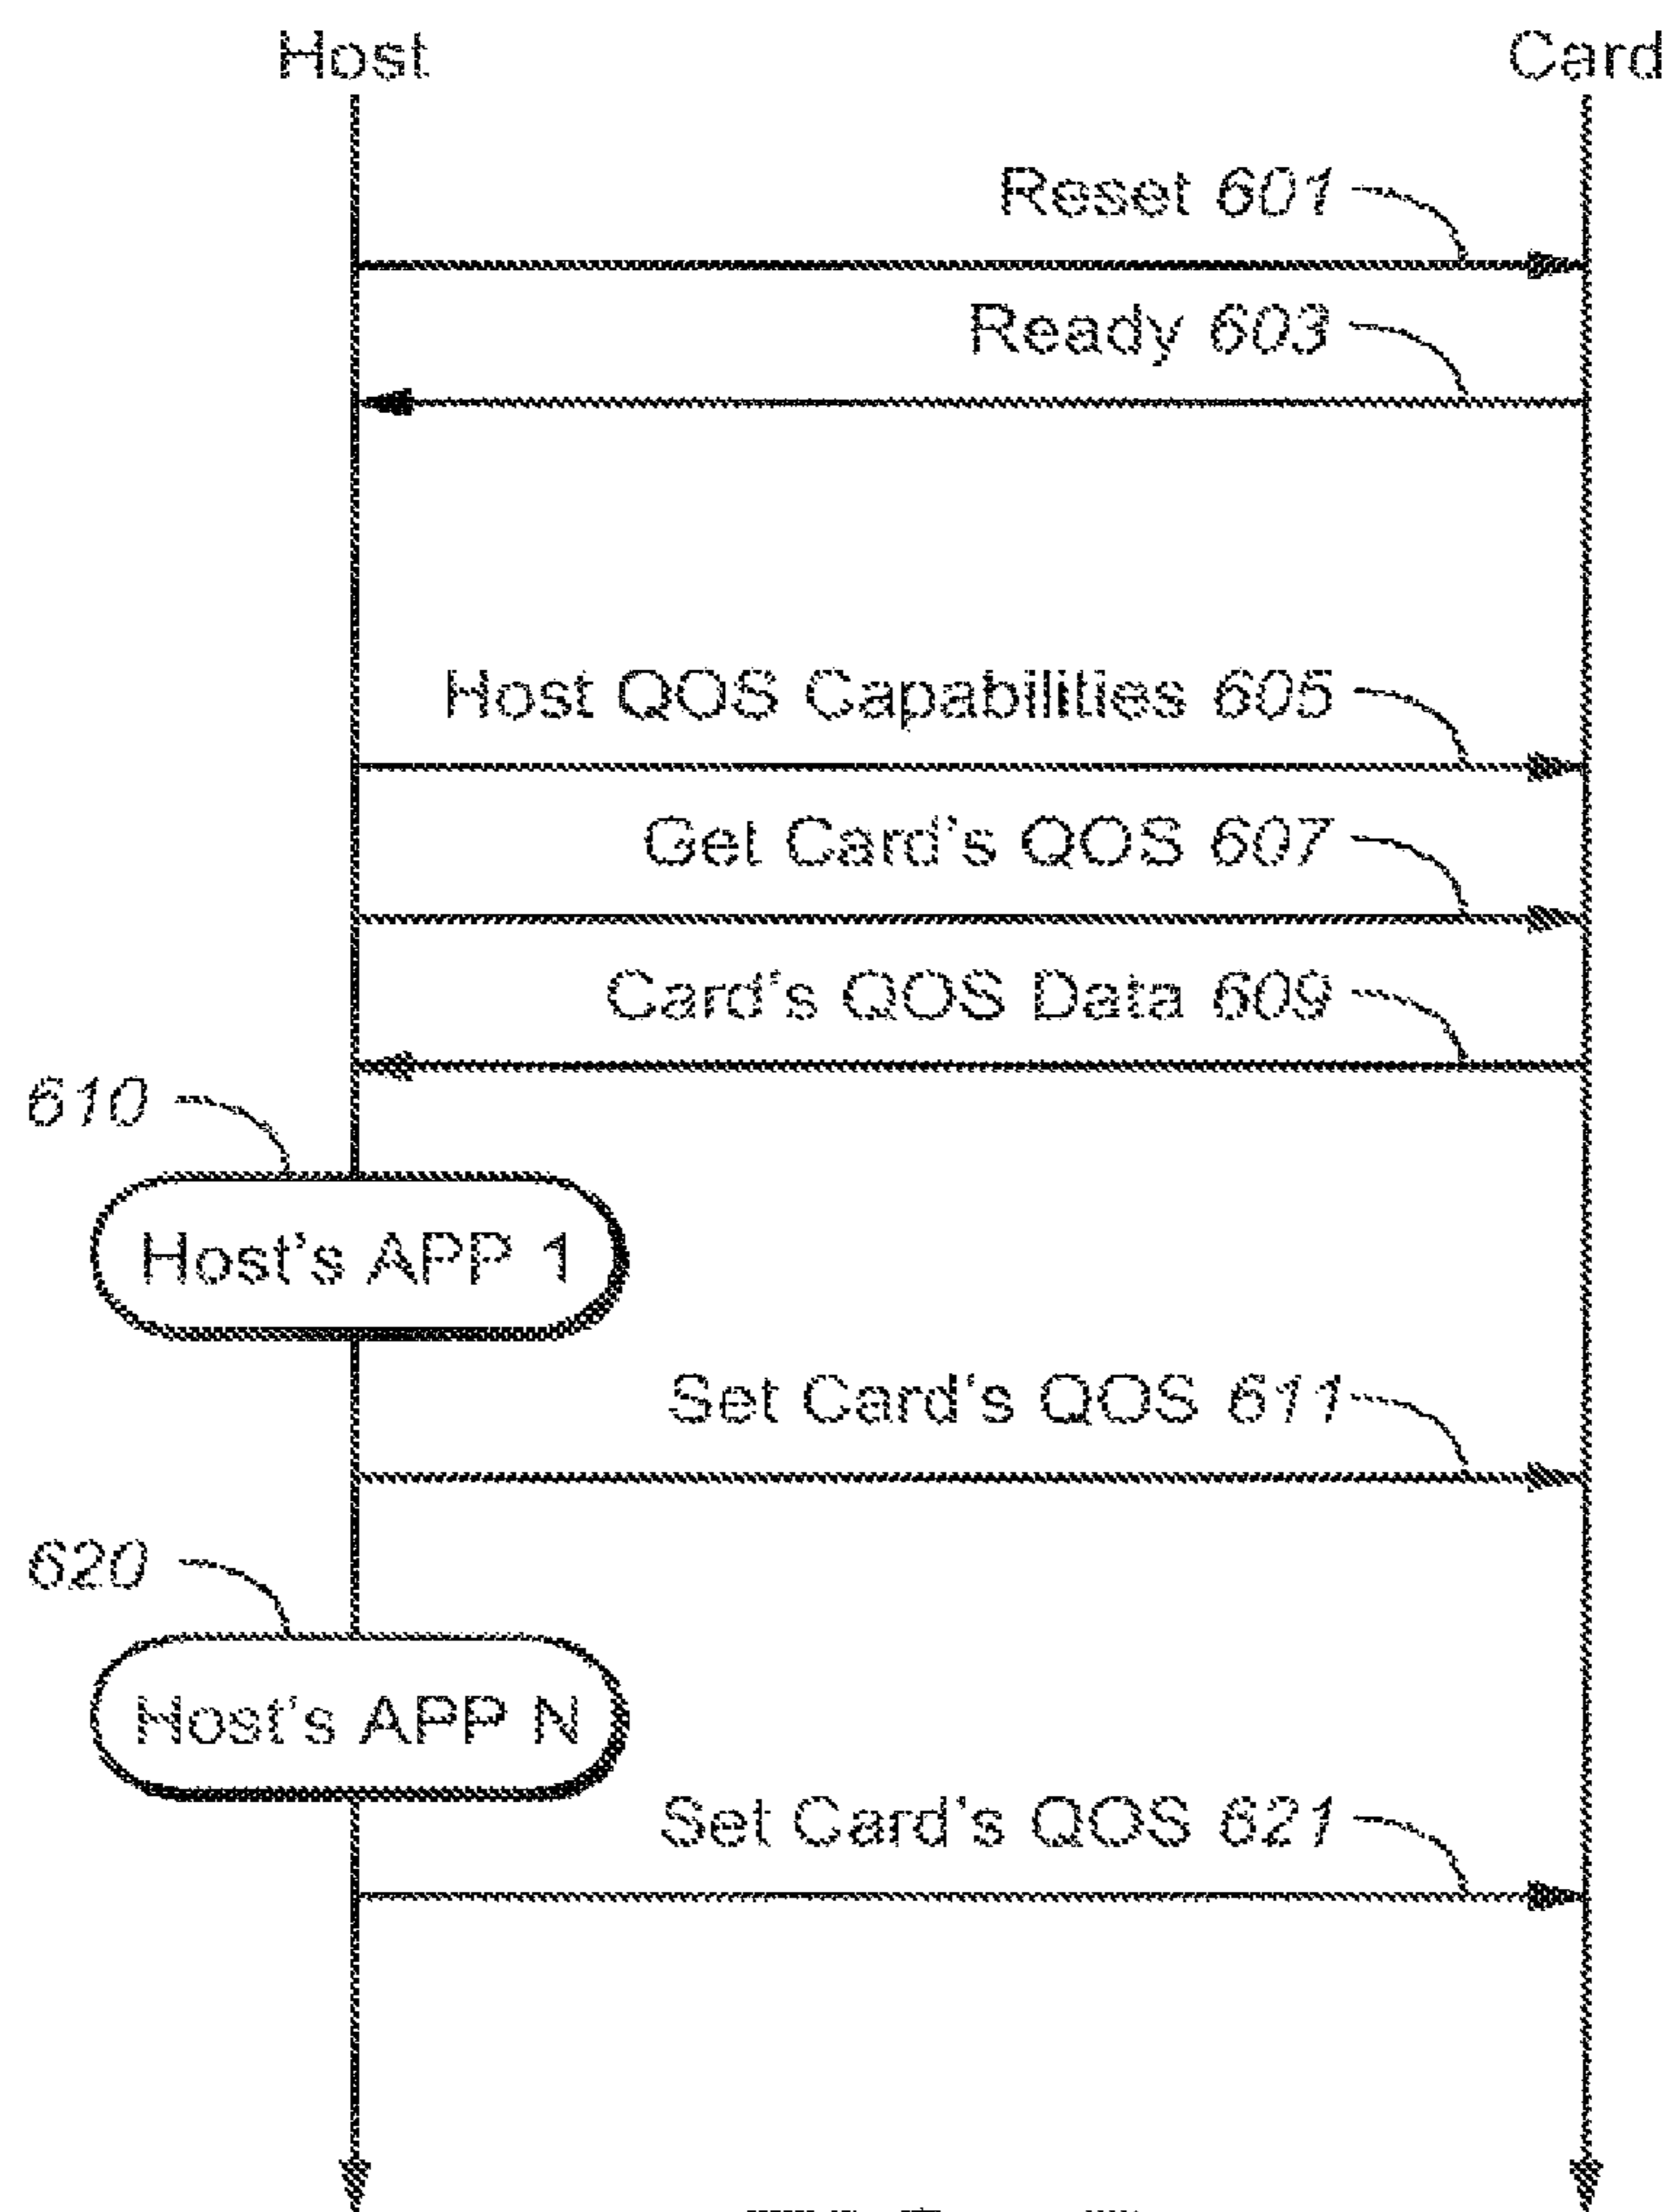 Host
Card
Reset 601
Ready 603
Host QOS Capabilities 605
Get Card's QOS 607
Card's QOS Data 609
610
Host's APP 1
Set Card's QOS 611
620
Host's APP N
Set Card's QOS 621